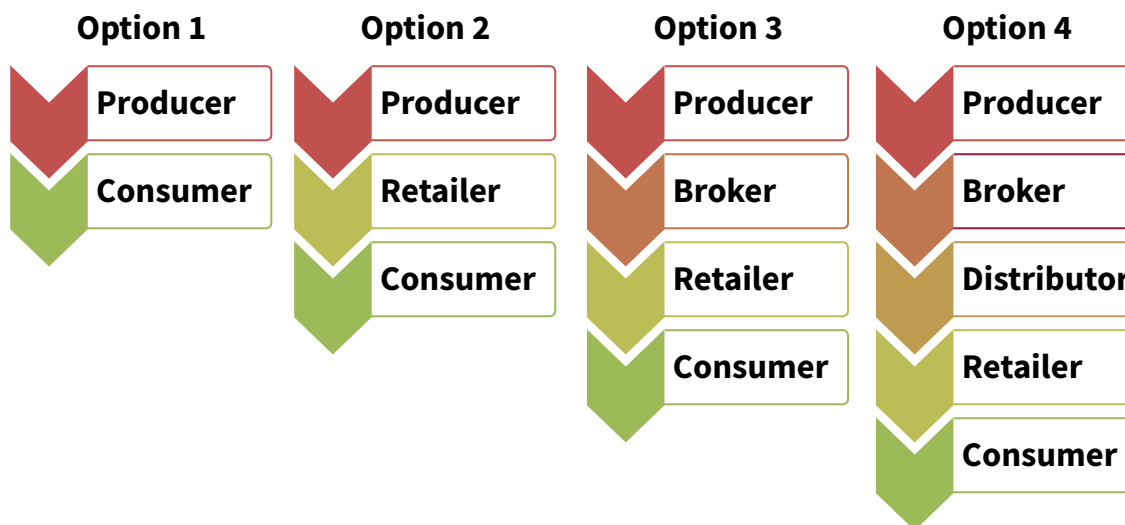 Option 1
Producer
Consumer
Option 2
Producer
Retailer
Consumer
Option 3
Producer
Broker
Retailer
Consumer
Option 4
Producer
Broker
Distributor
Retailer
Consumer